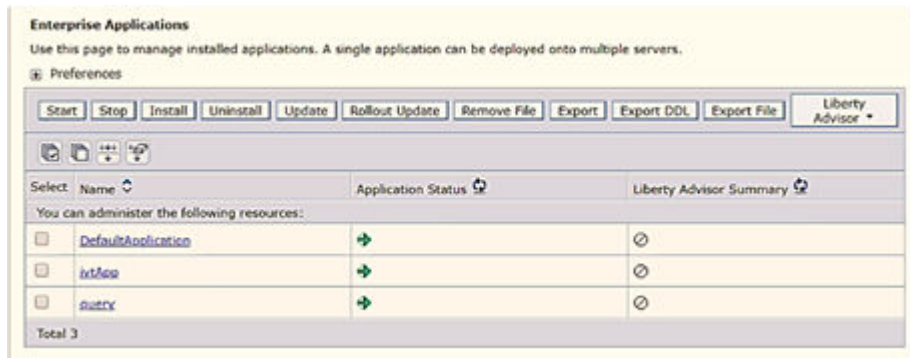 Enterprise Applications
Use this page to manage installed applications. A single application can be deployed onto multiple servers.
Preferences
Start Stop Install Uninstall Update Rollout Update Remove File Export Export DDL Export File Liberty Advisor
Select Name Application Status Liberty Advisor Summary
You can administer the following resources:
DefaultApplication
ivtApp
query
Total 3